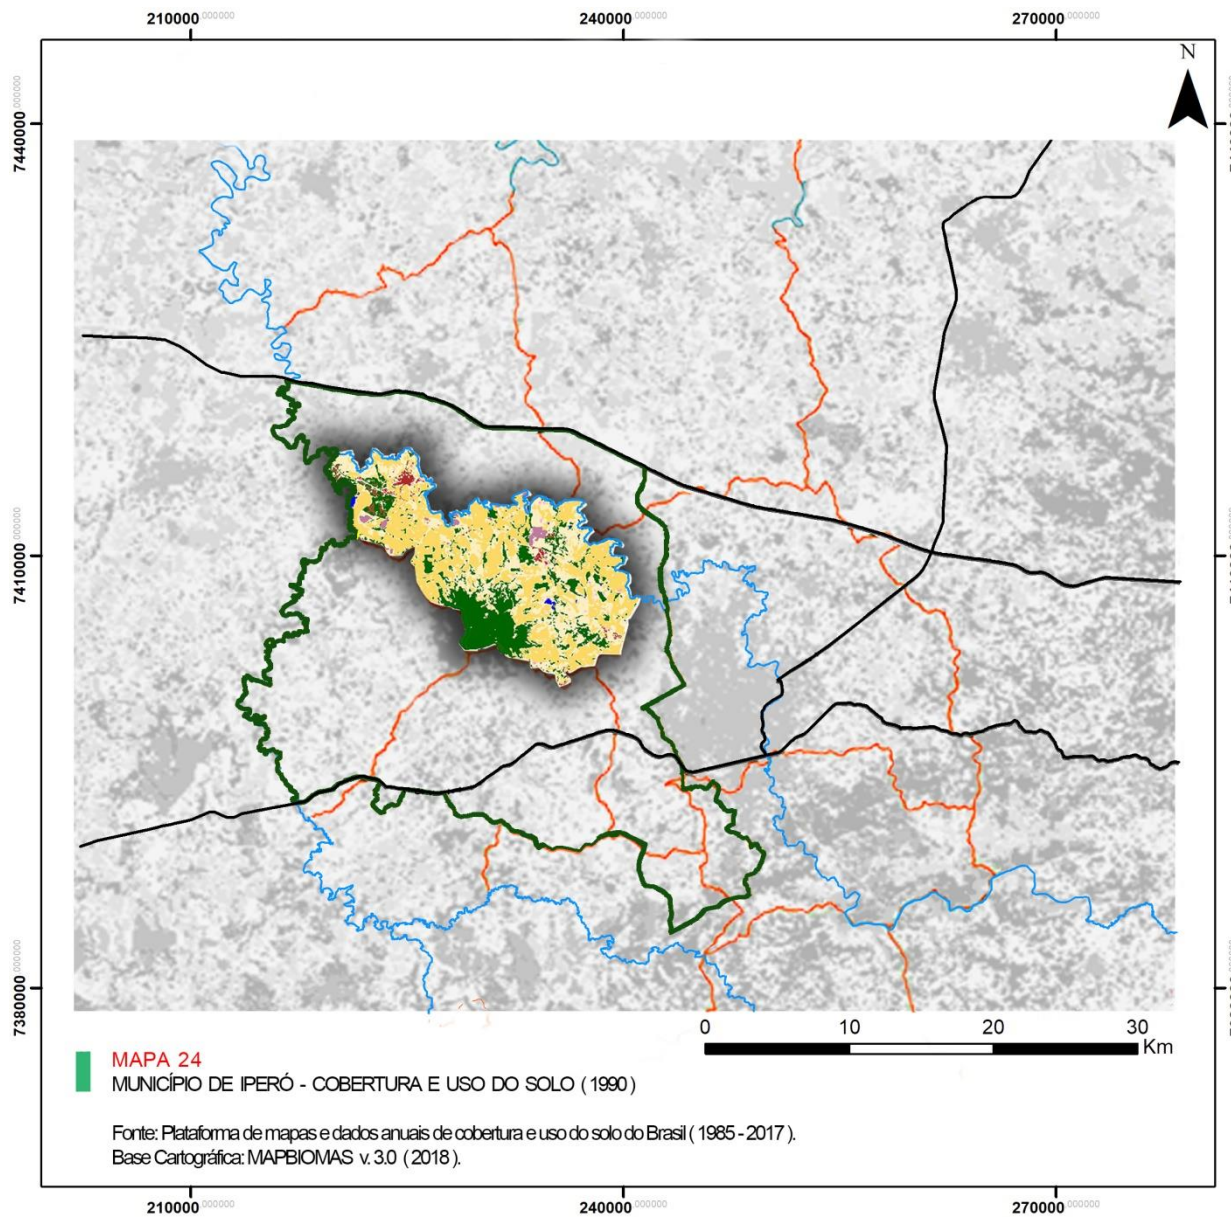 210000,000000 240000,000000 270000,000000
N
7440000,000000
7410000,000000
7380000,000000
0 10 20 30
Km
MAPA 24
MUNICÍPIO DE IPERÓ - COBERTURA E USO DO SOLO ( 1990 )
Fonte: Plataforma de mapas e dados anuais de cobertura e uso do solo do Brasil ( 1985 - 2017 ).
Base Cartográfica: MAPBIOMAS v. 3.0 ( 2018 ).
210000,000000 240000,000000 270000,000000